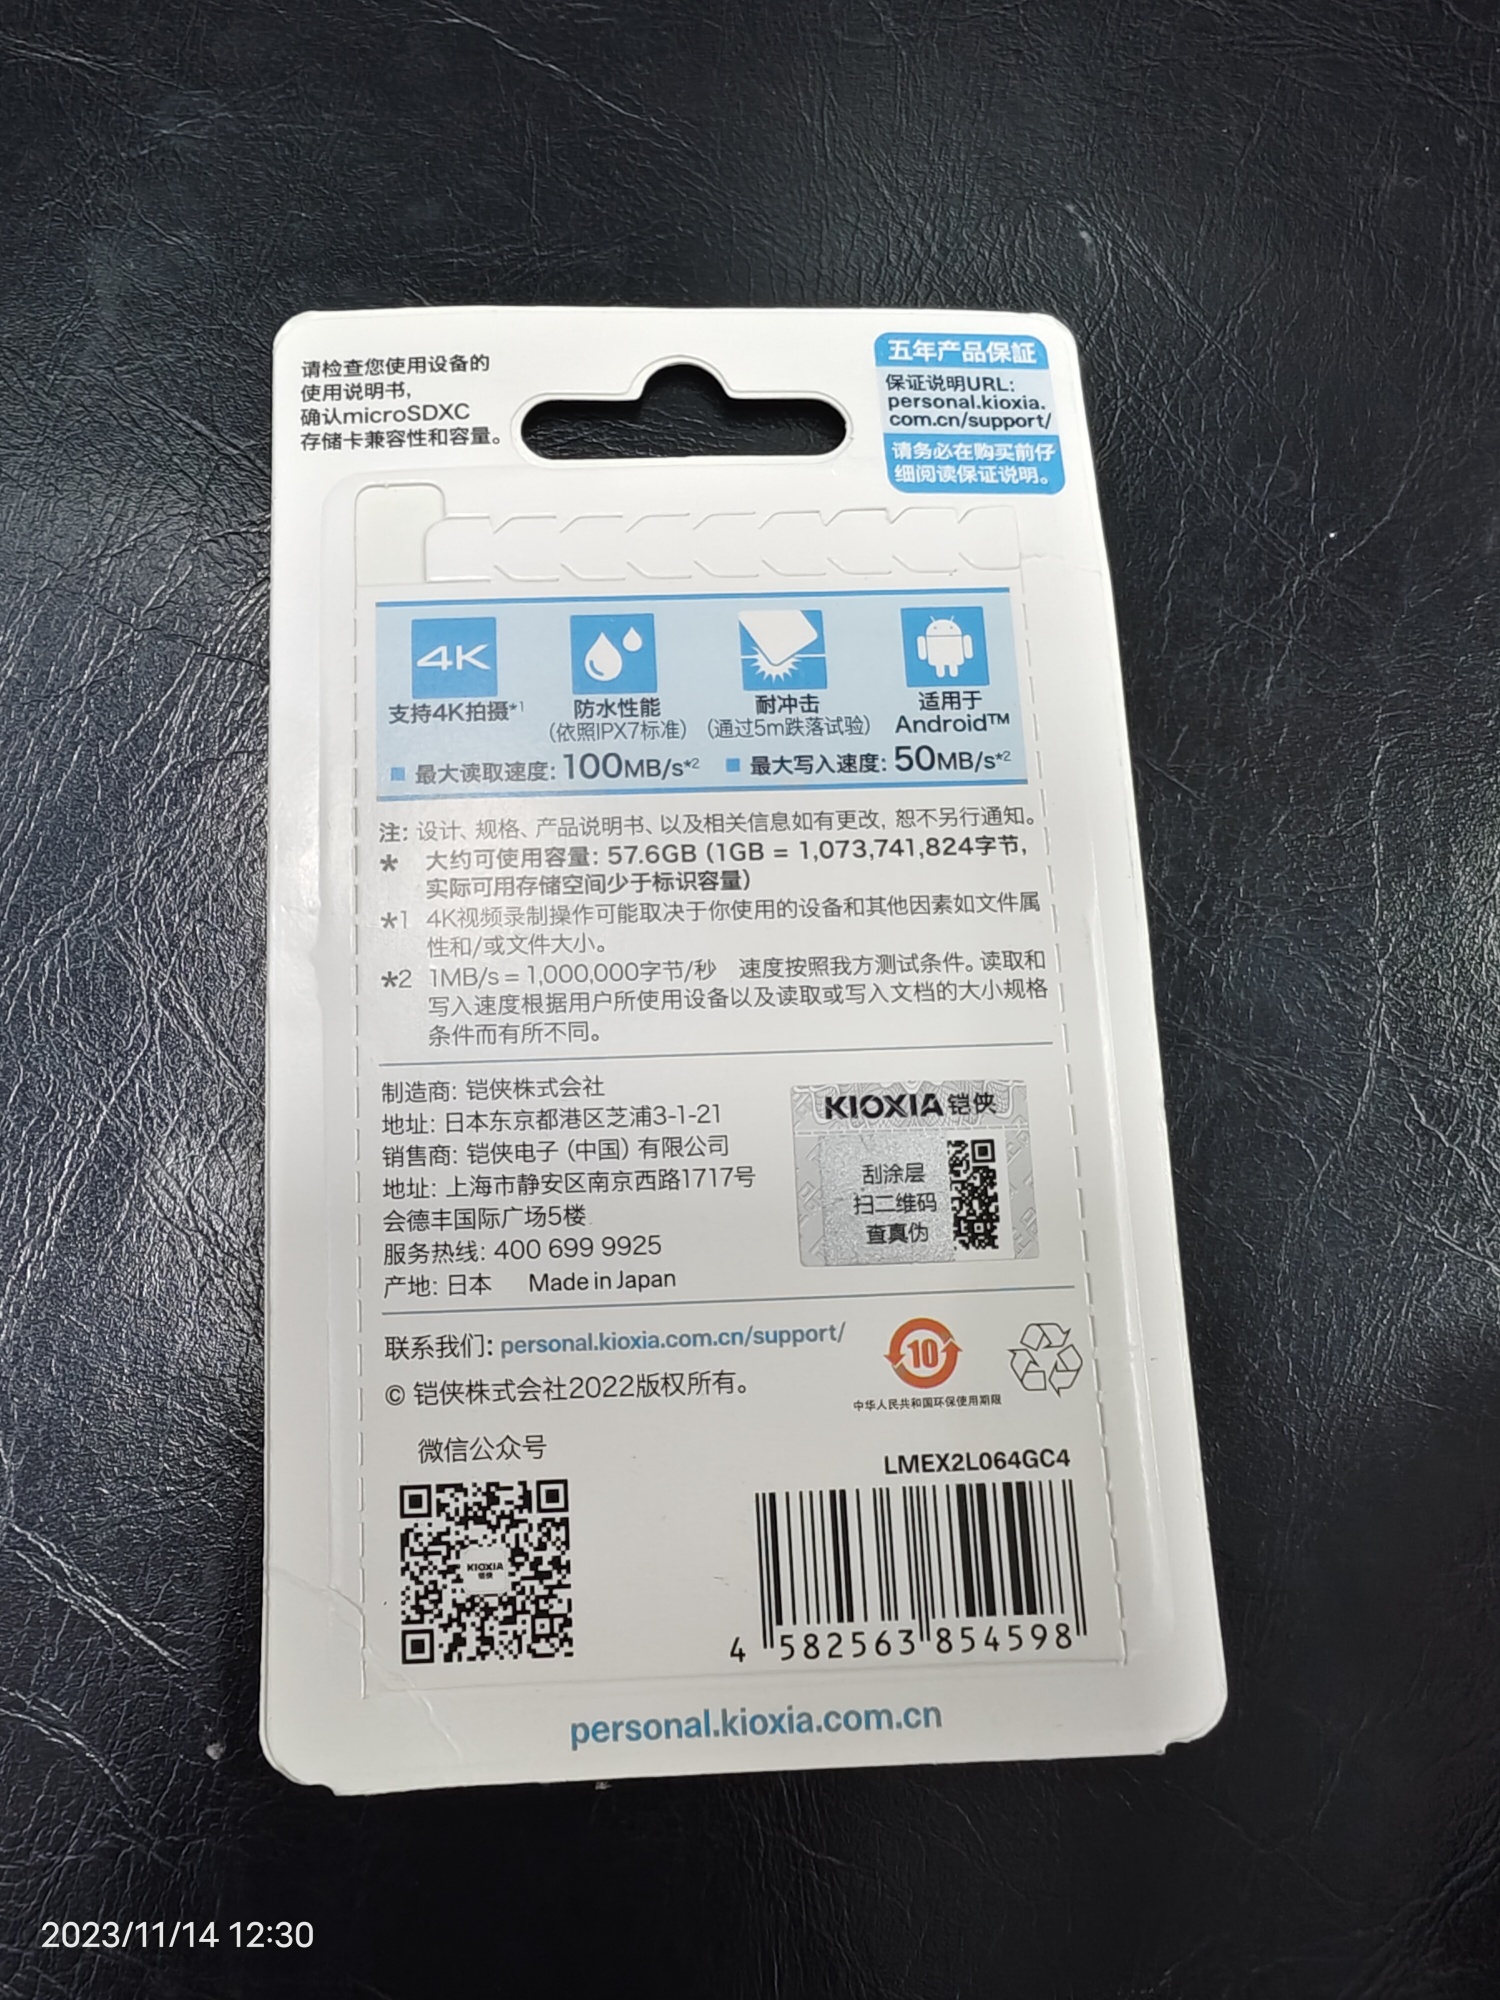 请检查您使用设备的
使用说明书，
确认microSDXC
存储卡兼容性和容量。
五年产品保証
保证说明URL：
personal.kioxia.
com.cn/support/
请务必在购买前仔
细阅读保证说明。
4K
支持4K拍摄*1
防水性能
（依照IPX7标准）
耐冲击
（通过5m跌落试验）
适用于
Android™
■ 最大读取速度：100MB/s*2 ■ 最大写入速度：50MB/s*2
注：设计、规格、产品说明书、以及相关信息如有更改，恕不另行通知。
* 大约可使用容量：57.6GB（1GB = 1,073,741,824字节，
实际可用存储空间少于标识容量）
*1 4K视频录制操作可能取决于你使用的设备和其他因素如文件属
性和/或文件大小。
*2 1MB/s = 1,000,000字节/秒 速度按照我方测试条件。读取和
写入速度根据用户所使用设备以及读取或写入文档的大小规格
条件而有所不同。
制造商：铠侠株式会社
地址：日本东京都港区芝浦3-1-21
销售商：铠侠电子（中国）有限公司
地址：上海市静安区南京西路1717号
会德丰国际广场5楼
服务热线：400 699 9925
产地：日本 Made in Japan
KIOXIA 铠侠
刮涂层
扫二维码
查真伪
联系我们：personal.kioxia.com.cn/support/
© 铠侠株式会社2022版权所有。
10
中华人民共和国环保使用期限
微信公众号
KIOXIA
铠侠
LMEX2L064GC4
4 582563 854598
personal.kioxia.com.cn
2023/11/14 12:30